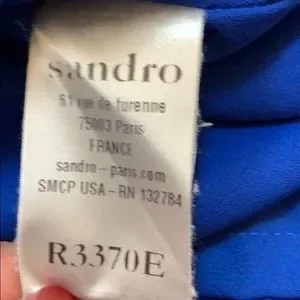 sandro
61 rue de turenne
75003 Paris
FRANCE
sandro - paris com
SMCP USA - RN 132784
R3370E